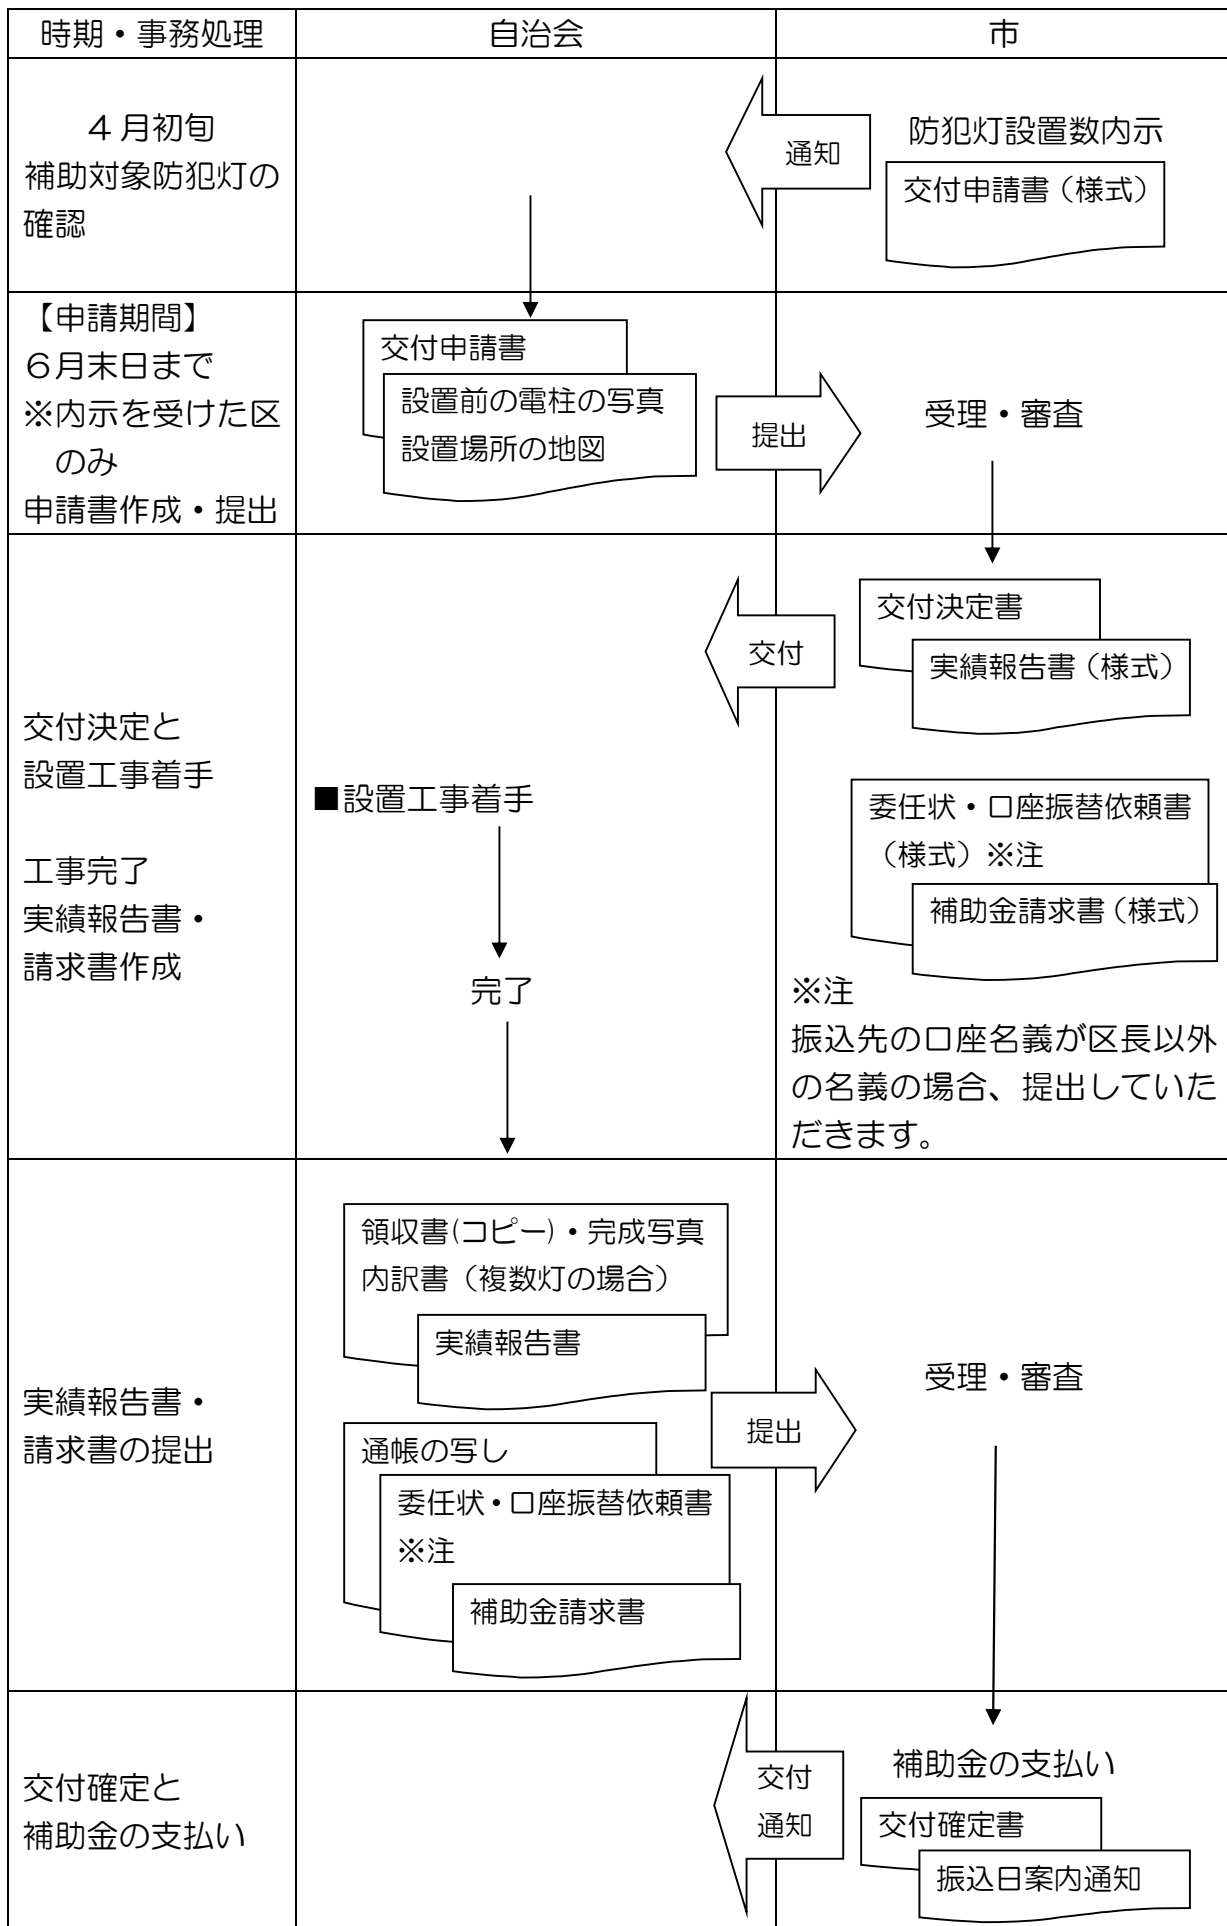 時期・事務処理
自治会
市
４月初旬
補助対象防犯灯の
確認
通知
防犯灯設置数内示
交付申請書（様式）
【申請期間】
６月末日まで
※内示を受けた区
のみ
申請書作成・提出
交付申請書
設置前の電柱の写真
設置場所の地図
提出
受理・審査
交付決定と
設置工事着手
工事完了
実績報告書・
請求書作成
■設置工事着手
完了
交付
交付決定書
実績報告書（様式）
委任状・口座振替依頼書
（様式）※注
補助金請求書（様式）
※注
振込先の口座名義が区長以外
の名義の場合、提出していた
だきます。
実績報告書・
請求書の提出
領収書(コピー)・完成写真
内訳書（複数灯の場合）
実績報告書
通帳の写し
委任状・口座振替依頼書
※注
補助金請求書
提出
受理・審査
交付確定と
補助金の支払い
交付
通知
補助金の支払い
交付確定書
振込日案内通知